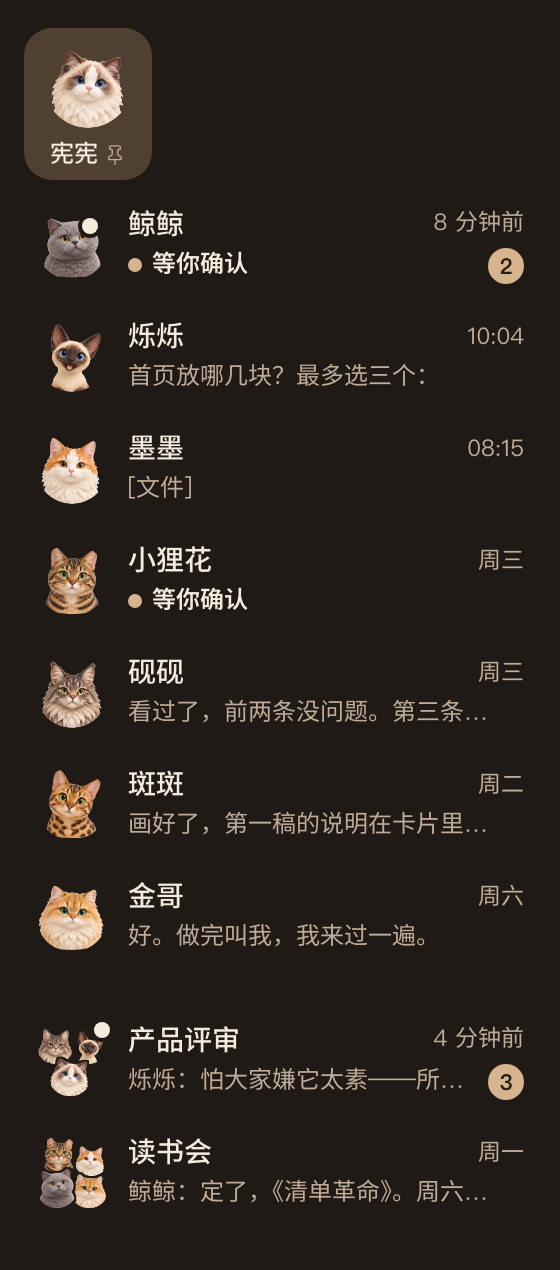 宪宪
鲸鲸
8 分钟前
等你确认
2
烁烁
10:04
首页放哪几块？最多选三个：
墨墨
08:15
[文件]
小狸花
周三
等你确认
砚砚
周三
看过了，前两条没问题。第三条…
斑斑
周二
画好了，第一稿的说明在卡片里…
金哥
周六
好。做完叫我，我来过一遍。
产品评审
4 分钟前
烁烁：怕大家嫌它太素——所…
3
读书会
周一
鲸鲸：定了，《清单革命》。周六…